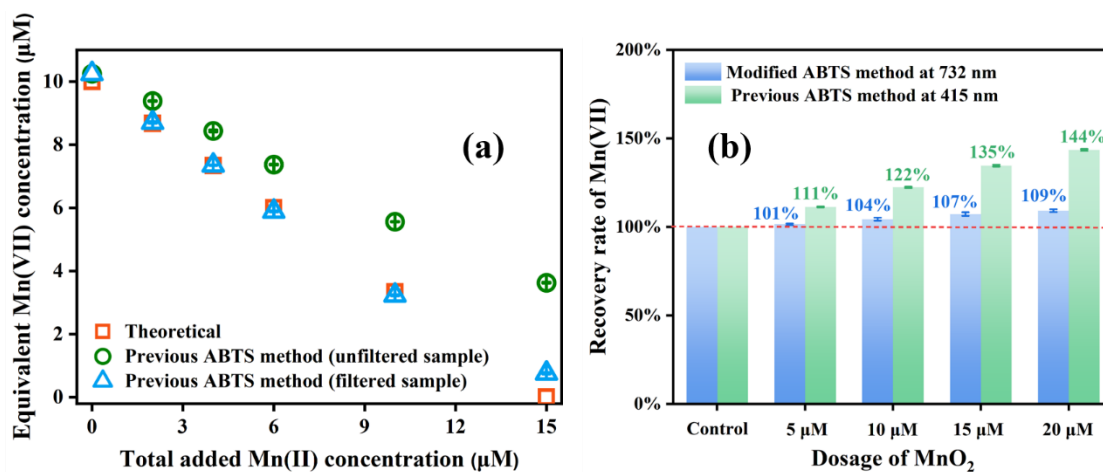 Equivalent Mn(VII) concentration (μM)
10
8
6
4
2
0
(a)
Theoretical
Previous ABTS method (unfiltered sample)
Previous ABTS method (filtered sample)
0 3 6 9 12 15
Total added Mn(II) concentration (μM)
Recovery rate of Mn(VII)
200%
150%
100%
50%
0%
Modified ABTS method at 732 nm
Previous ABTS method at 415 nm
(b)
101% 111% 104% 122% 107% 135% 109% 144%
Control 5 μM 10 μM 15 μM 20 μM
Dosage of MnO₂